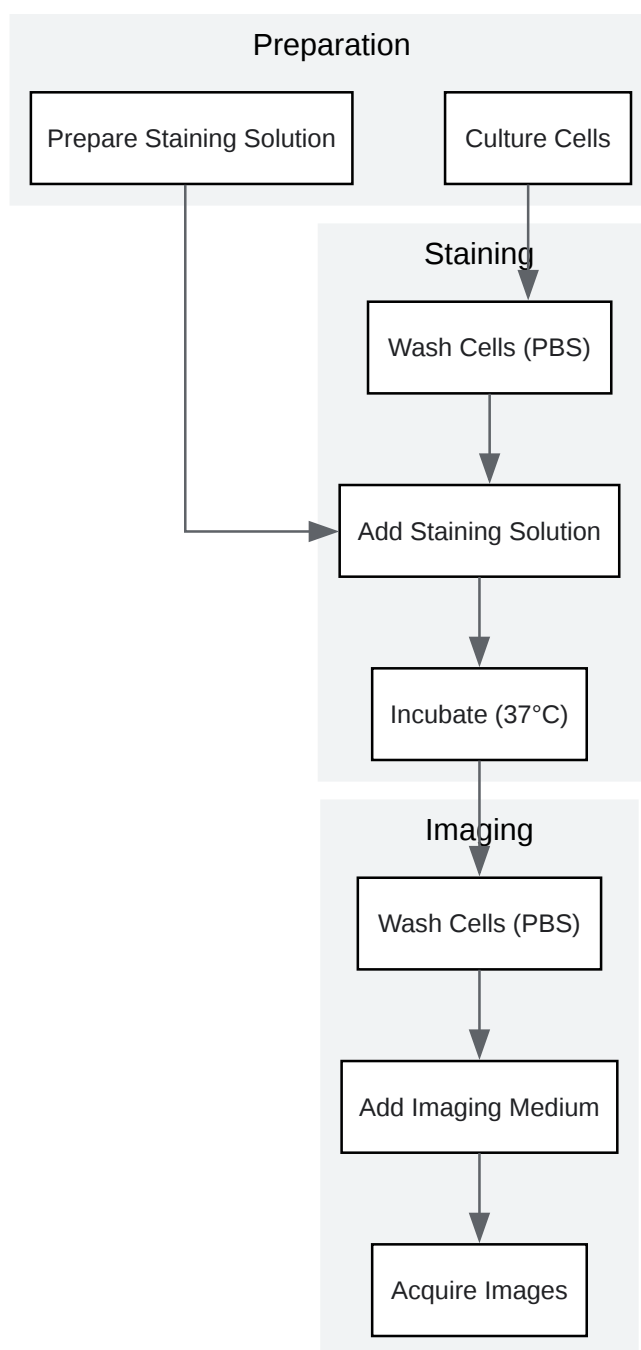 Preparation
Prepare Staining Solution
Culture Cells
Staining
Wash Cells (PBS)
Add Staining Solution
Incubate (37°C)
Imaging
Wash Cells (PBS)
Add Imaging Medium
Acquire Images